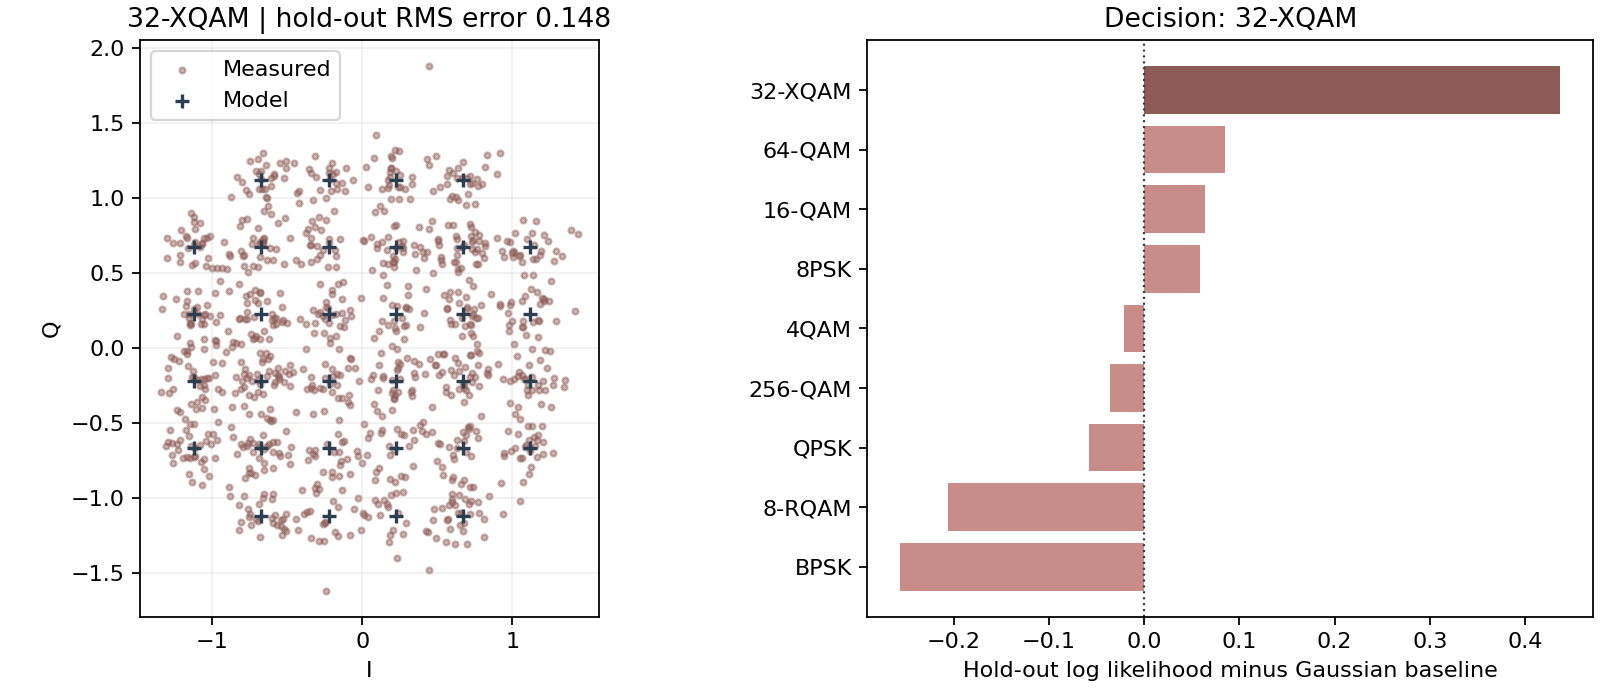 32-XQAM | hold-out RMS error 0.148
Measured
Model
2.0
1.5
1.0
0.5
0.0
−0.5
−1.0
−1.5
Q
−1
0
1
I
Decision: 32-XQAM
32-XQAM
64-QAM
16-QAM
8PSK
4QAM
256-QAM
QPSK
8-RQAM
BPSK
−0.2
−0.1
0.0
0.1
0.2
0.3
0.4
Hold-out log likelihood minus Gaussian baseline